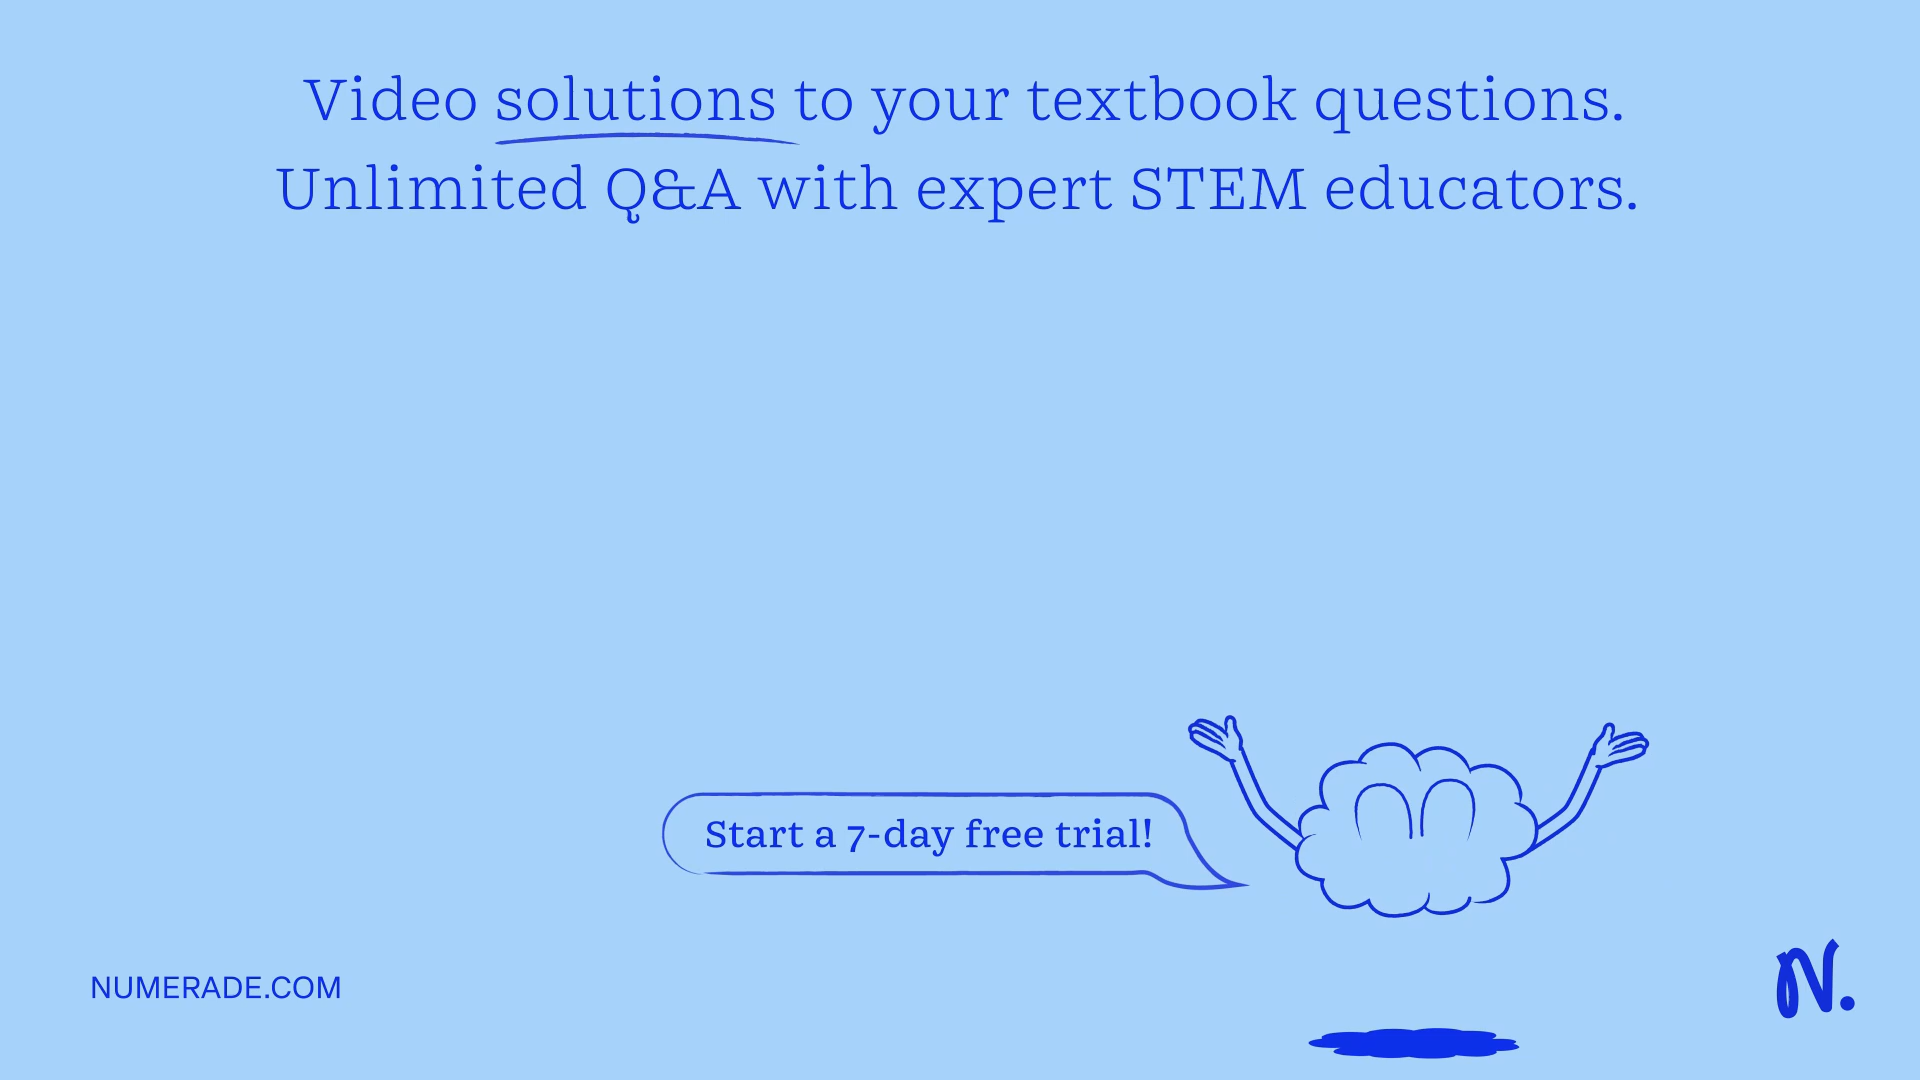 Video solutions to your textbook questions.
Unlimited Q&A with expert STEM educators.
Start a 7-day free trial!
NUMERADE.COM
N.